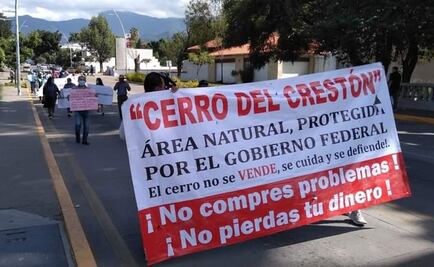 "CERRO DEL CRESTÓN"
ÁREA NATURAL, PROTEGIDA
POR EL GOBIERNO FEDERAL
El cerro no se VENDE, se cuida y se defiende!
¡ No compres problemas !
¡ No pierdas tu dinero !